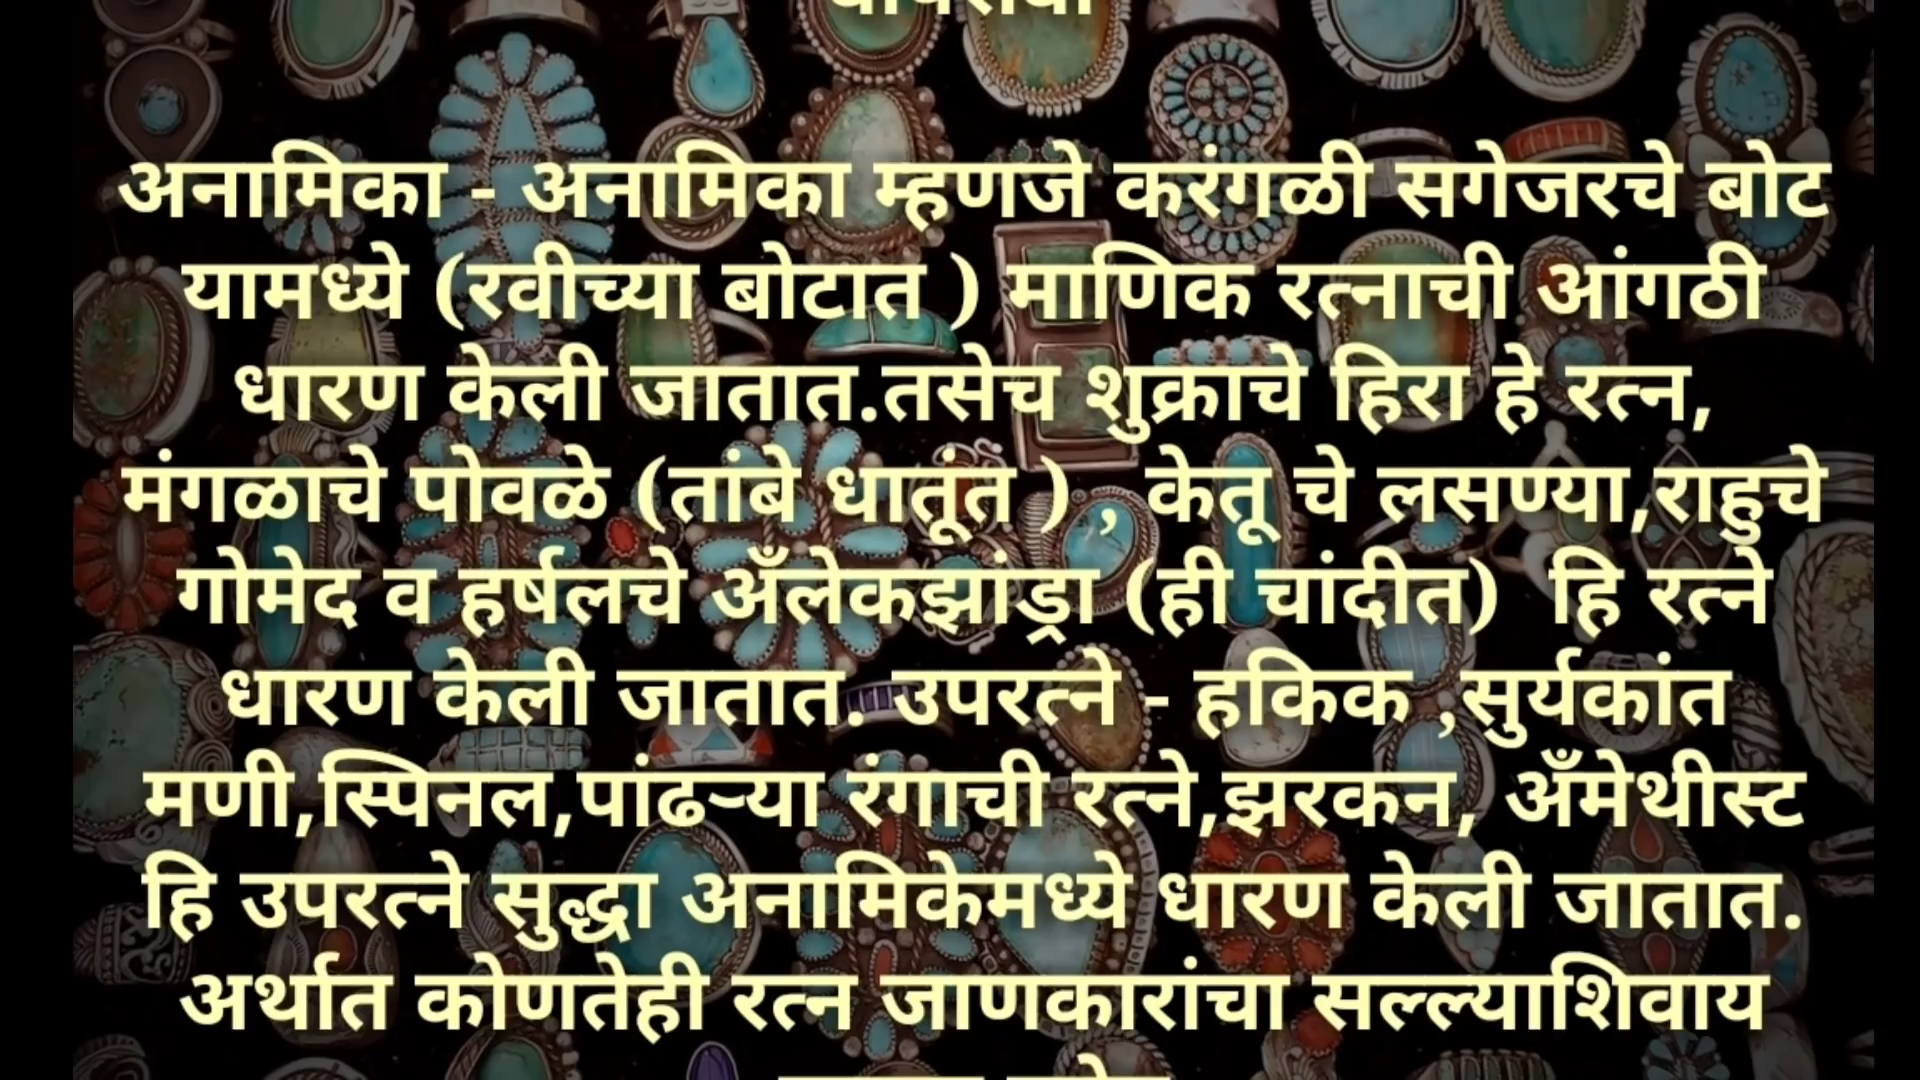 अनामिका - अनामिका म्हणजे करंगळी सगेजरचे बोट
यामध्ये (रवीच्या बोटात ) माणिक रत्नाची आंगठी
धारण केली जातात.तसेच शुक्राचे हिरा हे रत्न,
मंगळाचे पोवळे (तांबे धातूंत ) , केतू चे लसण्या,राहुचे
गोमेद व हर्षलचे अँलेकझांड्रा (ही चांदीत) हि रत्ने
धारण केली जातात. उपरत्ने - हकिक ,सुर्यकांत
मणी,स्पिनल,पांढऱ्या रंगाची रत्ने,झरकन, अँमेथीस्ट
हि उपरत्ने सुद्धा अनामिकेमध्ये धारण केली जातात.
अर्थात कोणतेही रत्न जाणकारांचा सल्ल्याशिवाय